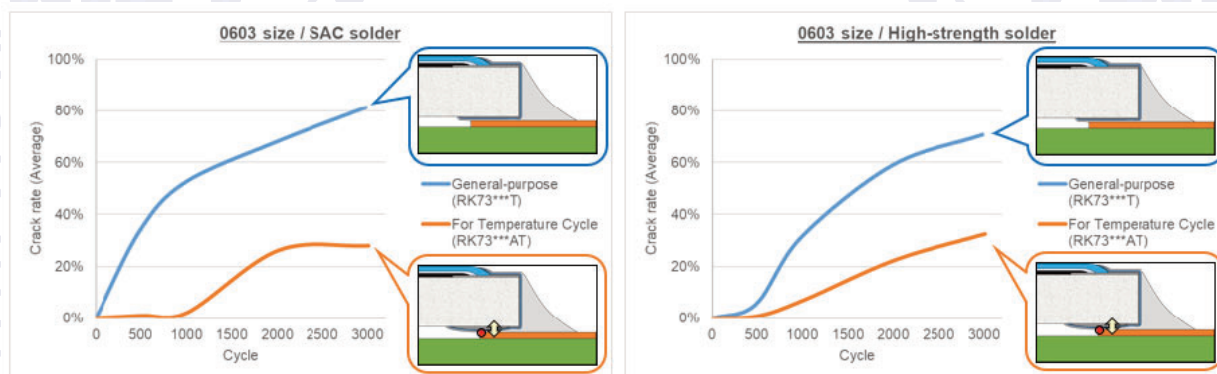 0603 size / SAC solder
Crack rate (Average)
100%
80%
60%
40%
20%
0%
0 500 1000 1500 2000 2500 3000
Cycle
General-purpose
(RK73***T)
For Temperature Cycle
(RK73***AT)
0603 size / High-strength solder
Crack rate (Average)
100%
80%
60%
40%
20%
0%
0 500 1000 1500 2000 2500 3000
Cycle
General-purpose
(RK73***T)
For Temperature Cycle
(RK73***AT)